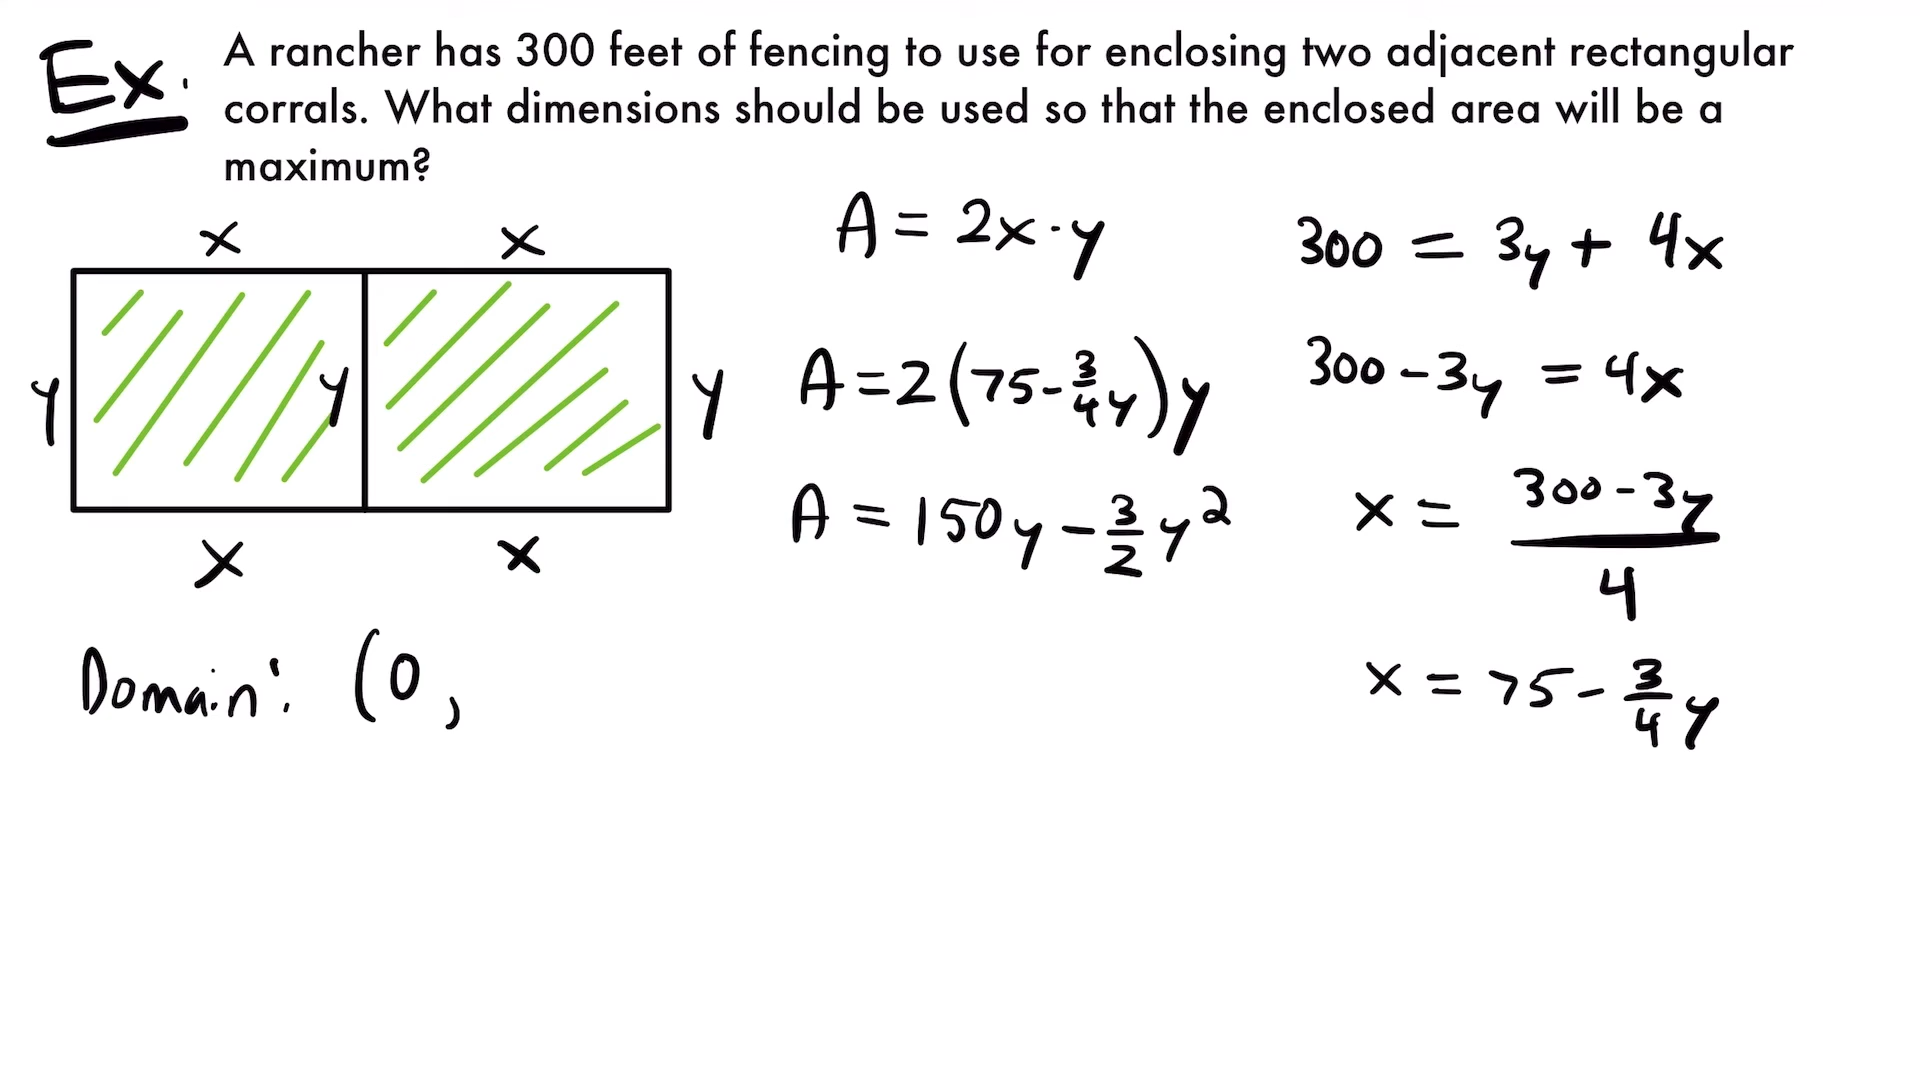 Ex. A rancher has 300 feet of fencing to use for enclosing two adjacent rectangular
corrals. What dimensions should be used so that the enclosed area will be a
maximum?
x x
y y y
x x
Domain: (0,
A = 2x·y
A = 2(75 - 3/4 y)y
A = 150y - 3/2 y²
300 = 3y + 4x
300 - 3y = 4x
x = (300 - 3y)/4
x = 75 - 3/4 y